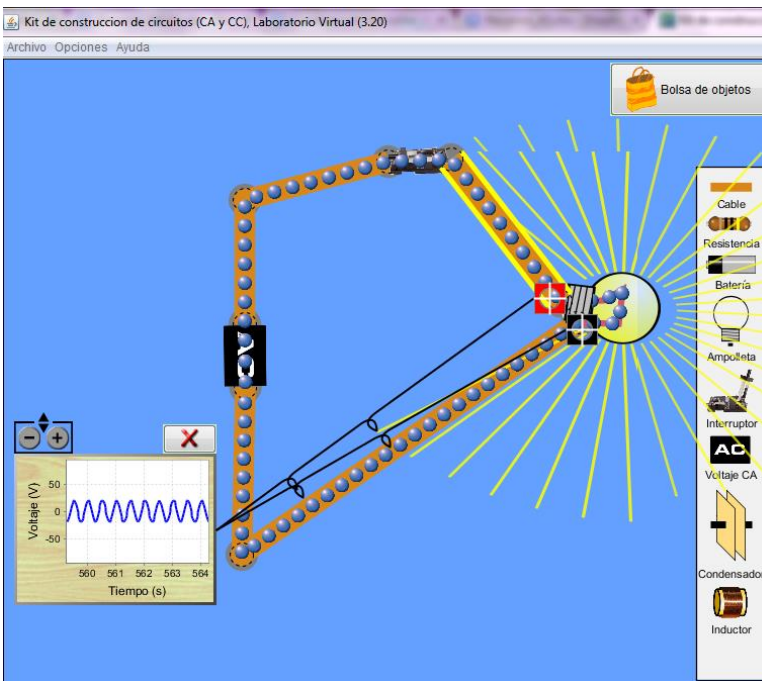 Kit de construccion de circuitos (CA y CC), Laboratorio Virtual (3.20)
Archivo Opciones Ayuda
Bolsa de objetos
Cable
Resistencia
Batería
Ampolleta
Interruptor
AC
Voltaje CA
Condensador
Inductor
AC
Voltaje (V)
50
0
-50
560 561 562 563 564
Tiempo (s)